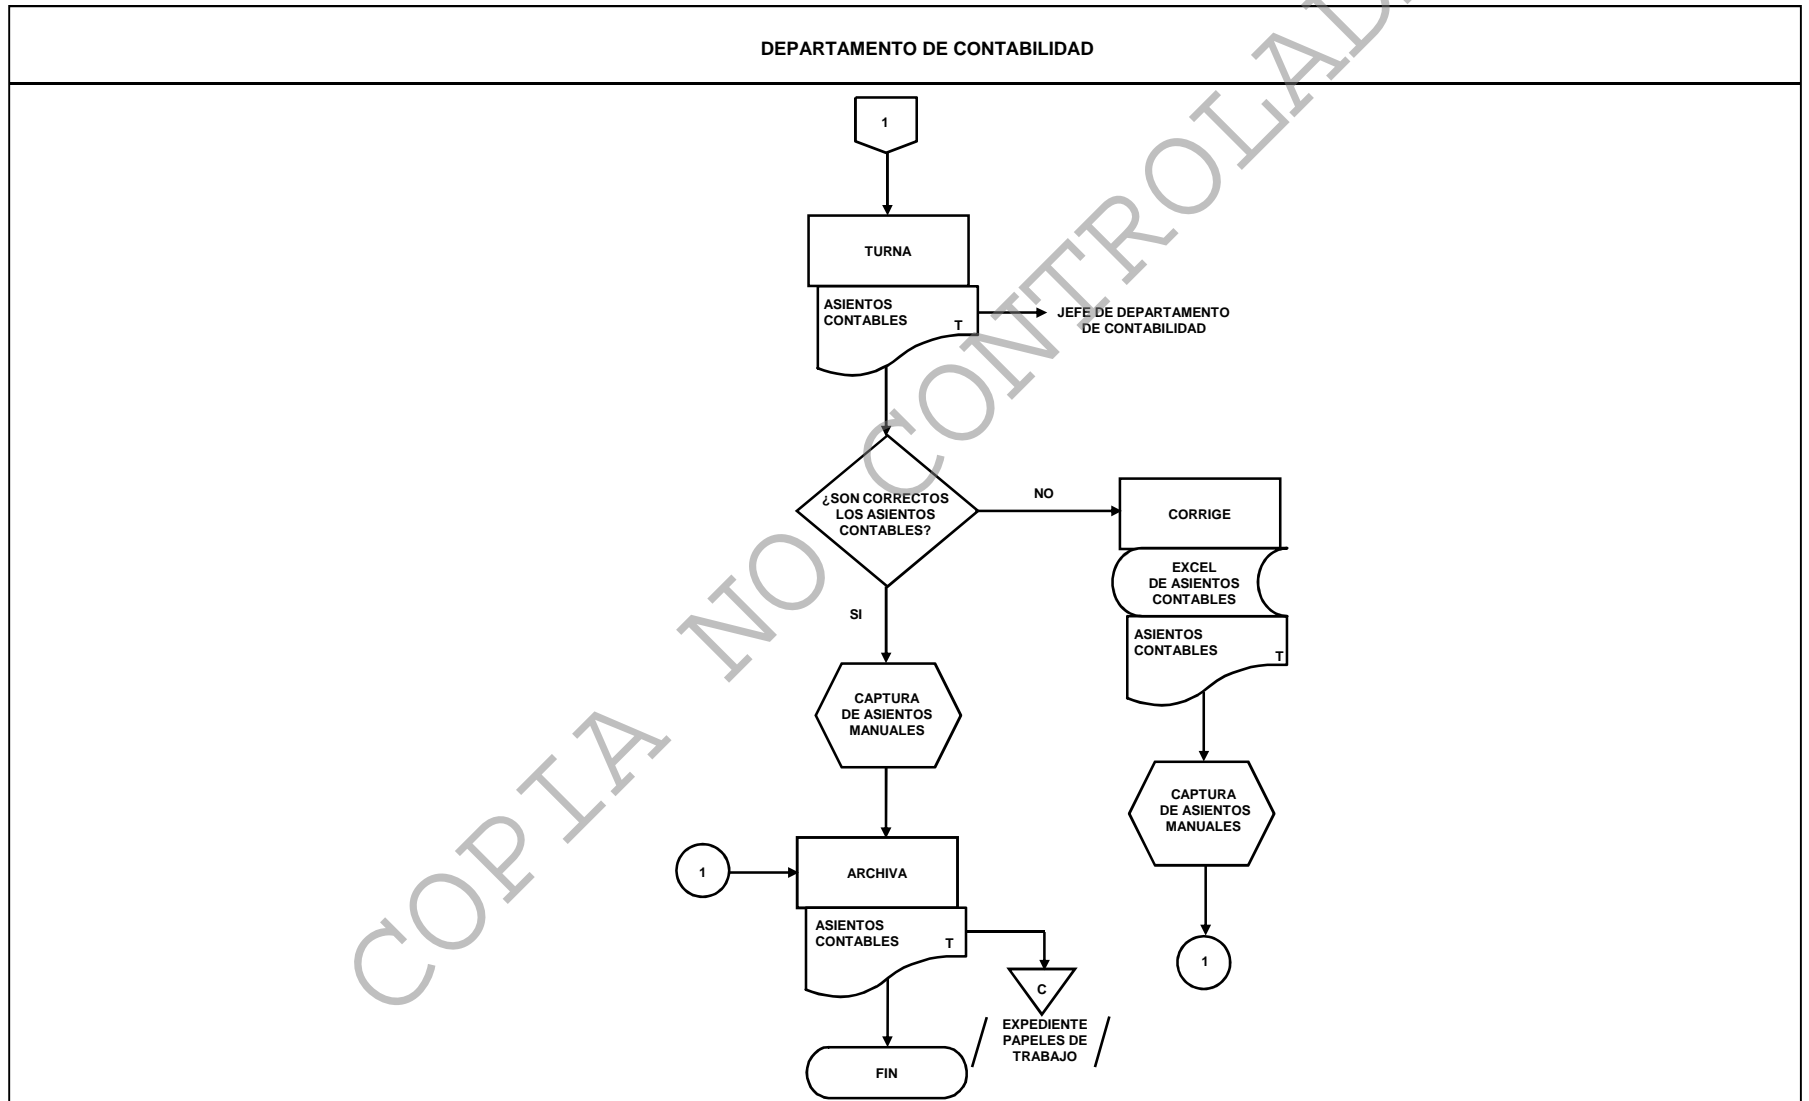 DEPARTAMENTO DE CONTABILIDAD
1
TURNA
ASIENTOS
CONTABLES
T
JEFE DE DEPARTAMENTO
DE CONTABILIDAD
¿SON CORRECTOS
LOS ASIENTOS
CONTABLES?
NO
CORRIGE
EXCEL
DE ASIENTOS
CONTABLES
ASIENTOS
CONTABLES
T
SI
CAPTURA
DE ASIENTOS
MANUALES
CAPTURA
DE ASIENTOS
MANUALES
1
ARCHIVA
ASIENTOS
CONTABLES
T
1
C
EXPEDIENTE
PAPELES DE
TRABAJO
FIN
COPIA NO CONTROLAD